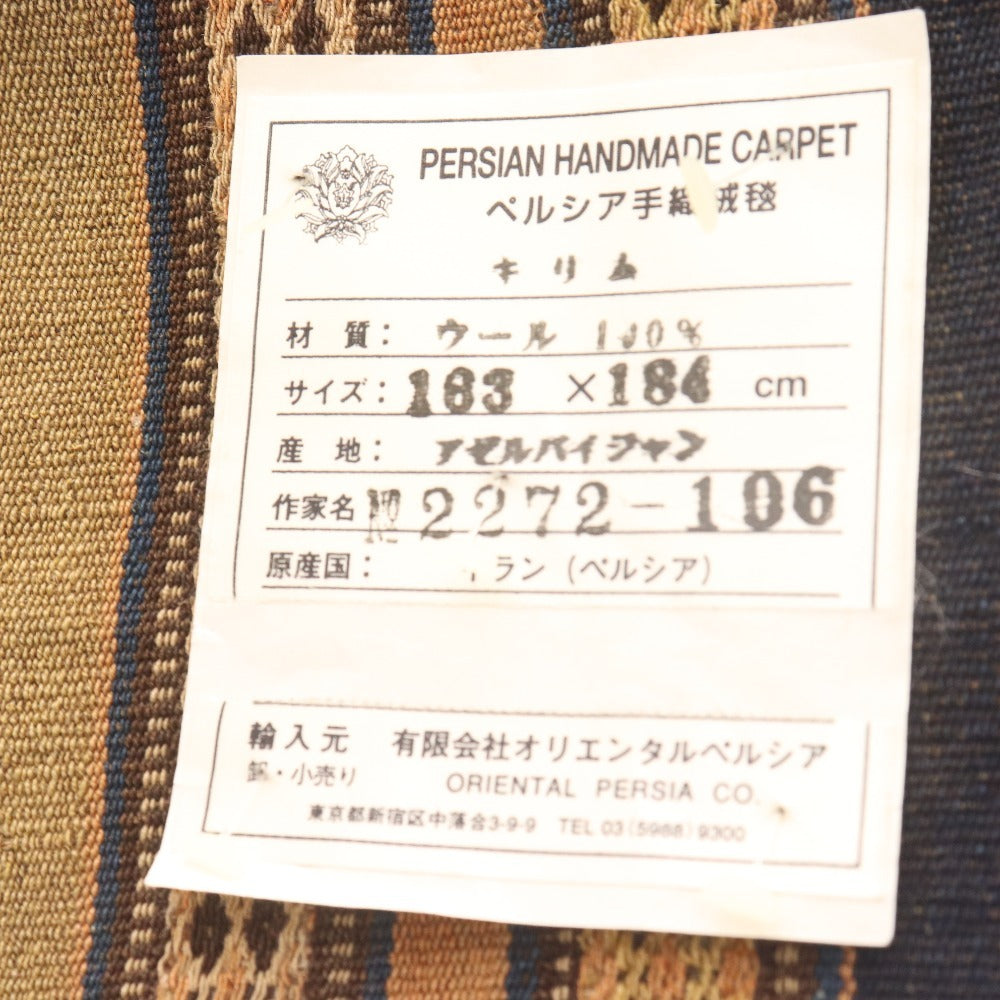 PERSIAN HANDMADE CARPET
ペルシア手織絨毯
キリム
材 質： ウール 100%
サイズ： 163 ×184 cm
産 地： アゼルバイジャン
作家名 No 2272-106
原産国： イラン（ペルシア）
輸入元 有限会社オリエンタルペルシア
卸・小売り ORIENTAL PERSIA CO.
東京都新宿区中落合3-9-9 TEL 03(5988)9300